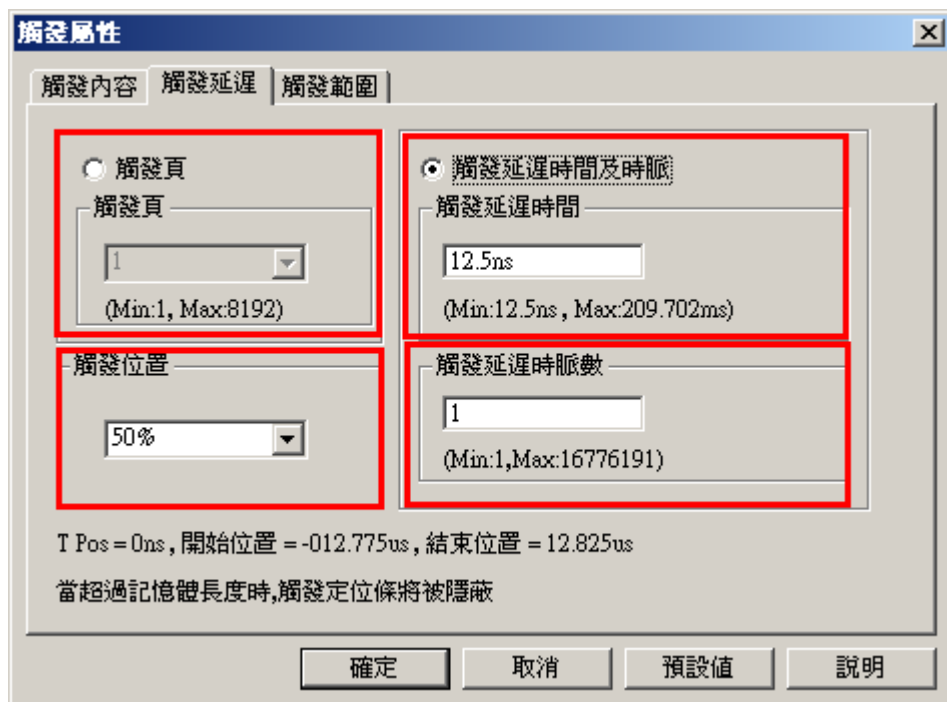 觸發屬性
觸發內容
觸發延遲
觸發範圍
觸發頁
觸發頁
1
(Min:1, Max:8192)
觸發位置
50%
觸發延遲時間及時脈
觸發延遲時間
12.5ns
(Min:12.5ns , Max:209.702ms)
觸發延遲時脈數
1
(Min:1,Max:16776191)
T Pos = 0ns , 開始位置 = -012.775us , 結束位置 = 12.825us
當超過記憶體長度時,觸發定位條將被隱蔽
確定
取消
預設值
說明